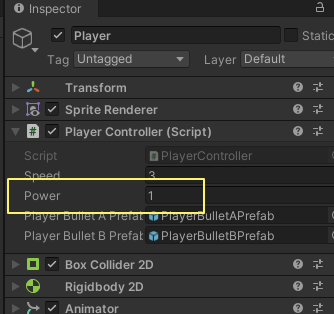 Inspector
Player
Static
Tag Untagged Layer Default
Transform
Sprite Renderer
# Player Controller (Script)
Script # PlayerController
Speed 3
Power 1
Player Bullet A Prefab PlayerBulletAPrefab
Player Bullet B Prefab PlayerBulletBPrefab
Box Collider 2D
Rigidbody 2D
Animator